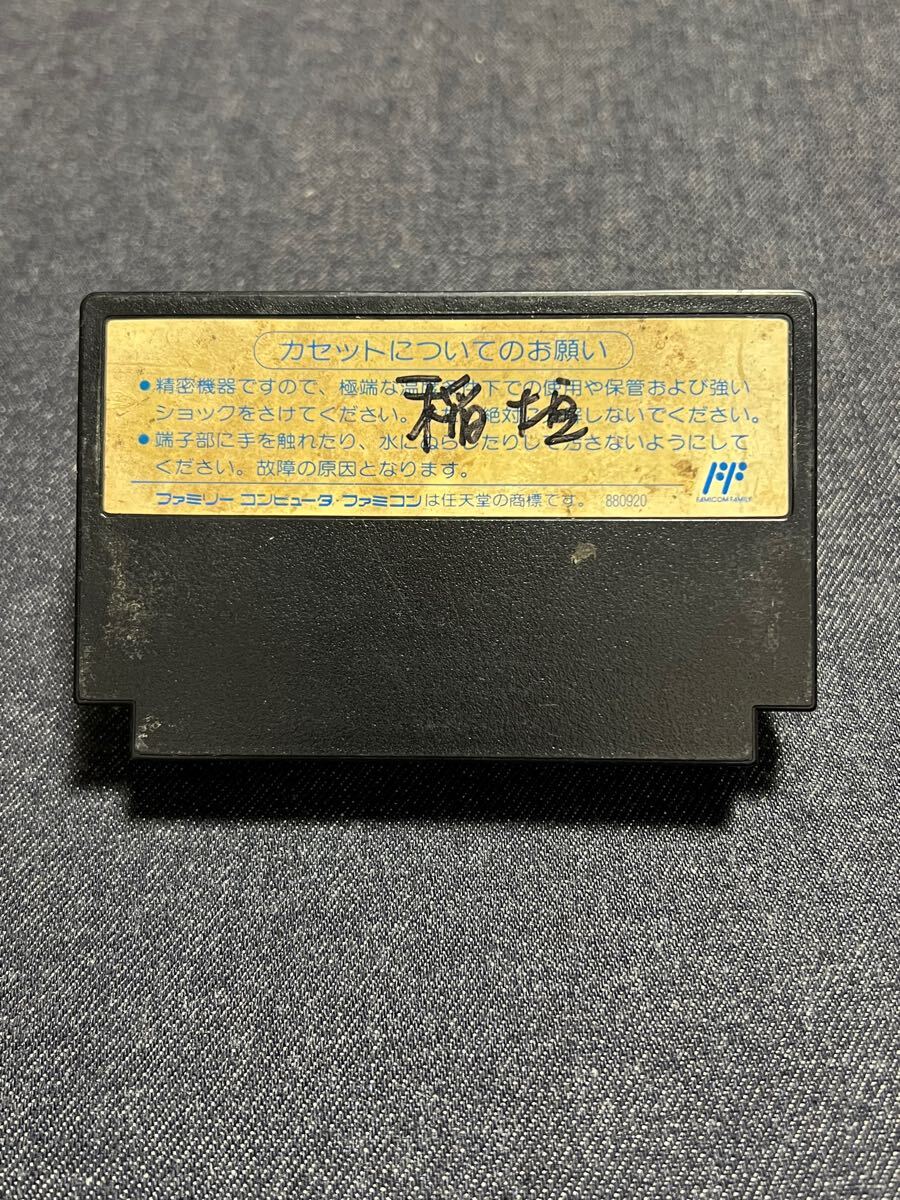 カセットについてのお願い
●精密機器ですので、極端な温度条件下での使用や保管および強い
ショックをさけてください。 絶対 しないでください。
●端子部に手を触れたり、水にぬらしたりして汚さないようにして
ください。故障の原因となります。
稲垣
ファミリーコンピュータ・ファミコンは任天堂の商標です。 880920
FAMICOM FAMILY